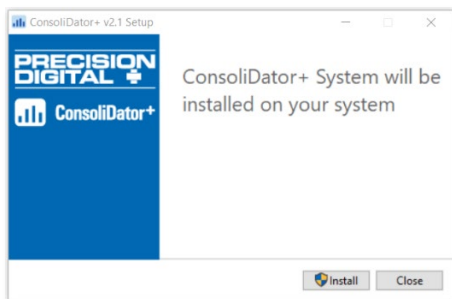 ConsoliDator+ v2.1 Setup
PRECISION
DIGITAL
ConsoliDator+
ConsoliDator+ System will be
installed on your system
Install
Close